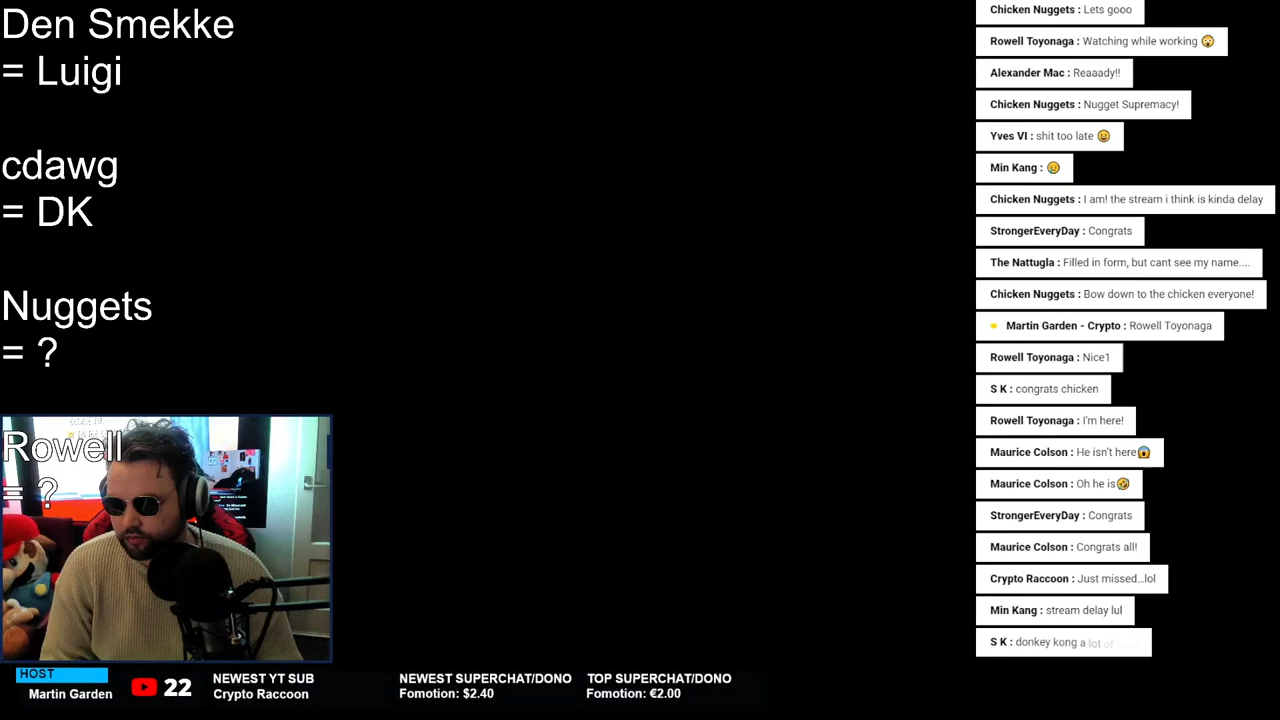 Den Smekke
= Luigi
cdawg
= DK
Nuggets
= ?
Rowell
= ?
HOST
Martin Garden
22
NEWEST YT SUB
Crypto Raccoon
NEWEST SUPERCHAT/DONO
Fomotion: $2.40
TOP SUPERCHAT/DONO
Fomotion: €2.00
Chicken Nuggets : Lets gooo
Rowell Toyonaga : Watching while working 😲
Alexander Mac : Reaaady!!
Chicken Nuggets : Nugget Supremacy!
Yves VI : shit too late 😄
Min Kang : 😢
Chicken Nuggets : I am! the stream i think is kinda delay
StrongerEveryDay : Congrats
The Nattugla : Filled in form, but cant see my name....
Chicken Nuggets : Bow down to the chicken everyone!
Martin Garden - Crypto : Rowell Toyonaga
Rowell Toyonaga : Nice1
S K : congrats chicken
Rowell Toyonaga : I'm here!
Maurice Colson : He isn't here😱
Maurice Colson : Oh he is🤣
StrongerEveryDay : Congrats
Maurice Colson : Congrats all!
Crypto Raccoon : Just missed…lol
Min Kang : stream delay lul
S K : donkey kong a lot of